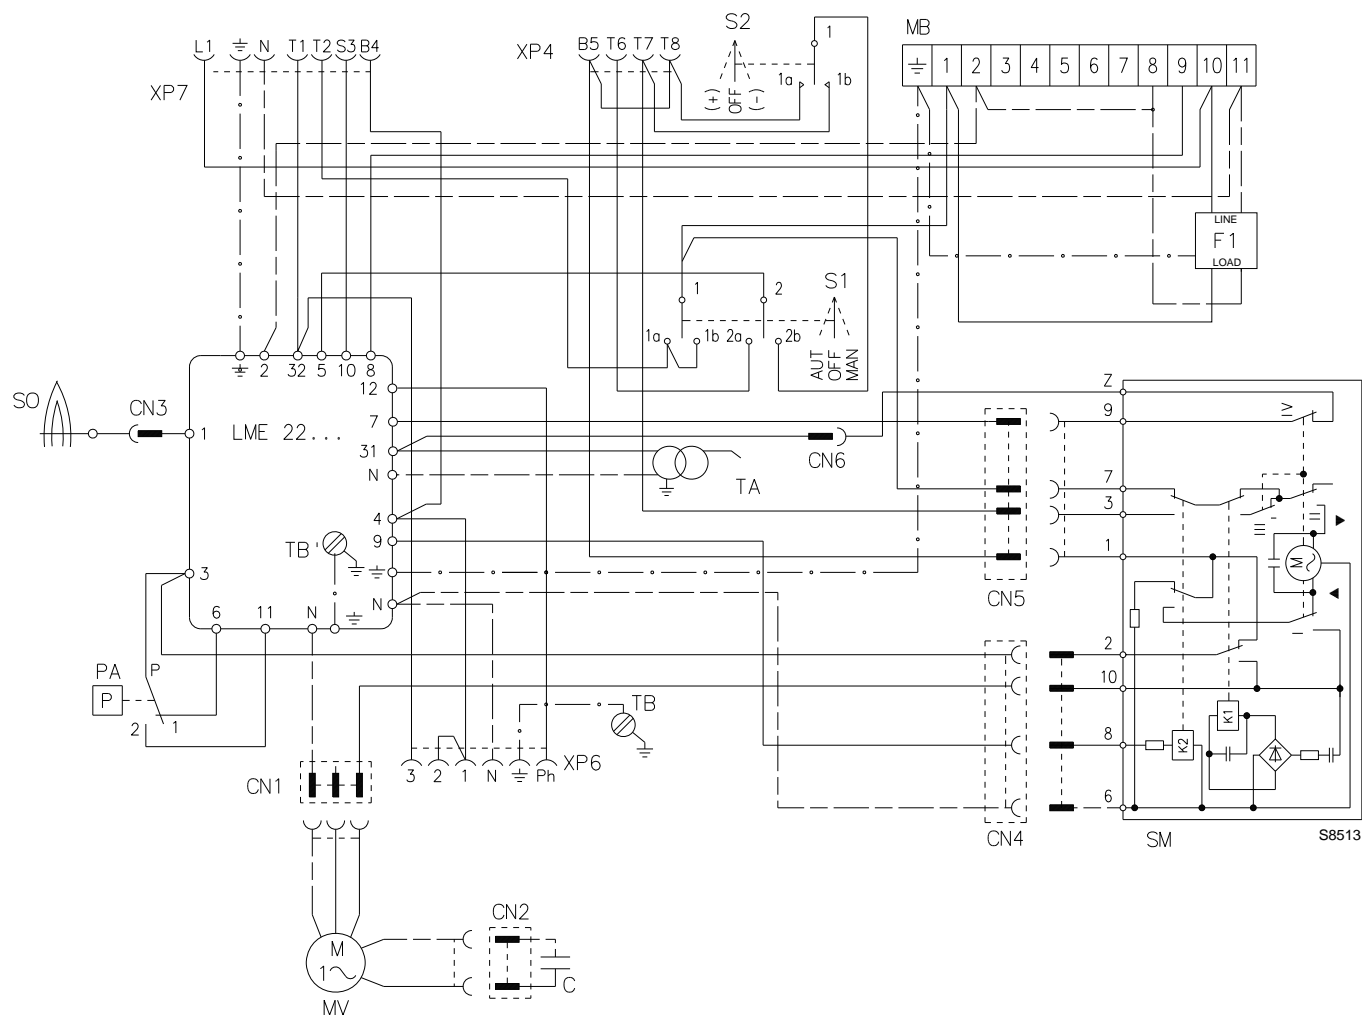 S2
1
MB
L1 N T1 T2 S3 B4
XP7
XP4
B5 T6 T7 T8
1a 1b
(+) OFF (-)
1 2 3 4 5 6 7 8 9 10 11
LINE
F1
LOAD
S1
1 2
1a 1b 2a 2b
AUT OFF MAN
2 32 5 10 8
12
SO
CN3
1
LME 22...
7
31
N
TA
CN6
4
TB'
9
3
N
6 11 N
Z
9
IV
7
3
II
III
1
M
I
CN5
2
10
K1
8
K2
6
PA
P
P
2 1
TB
3 2 1 N Ph
XP6
CN1
CN4
SM
S8513
CN2
M
1
C
MV